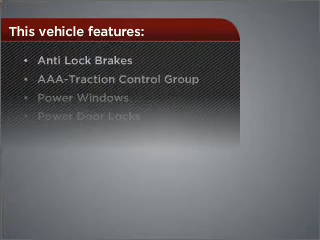 This vehicle features:
• Anti Lock Brakes
• AAA-Traction Control Group
• Power Windows
• Power Door Locks